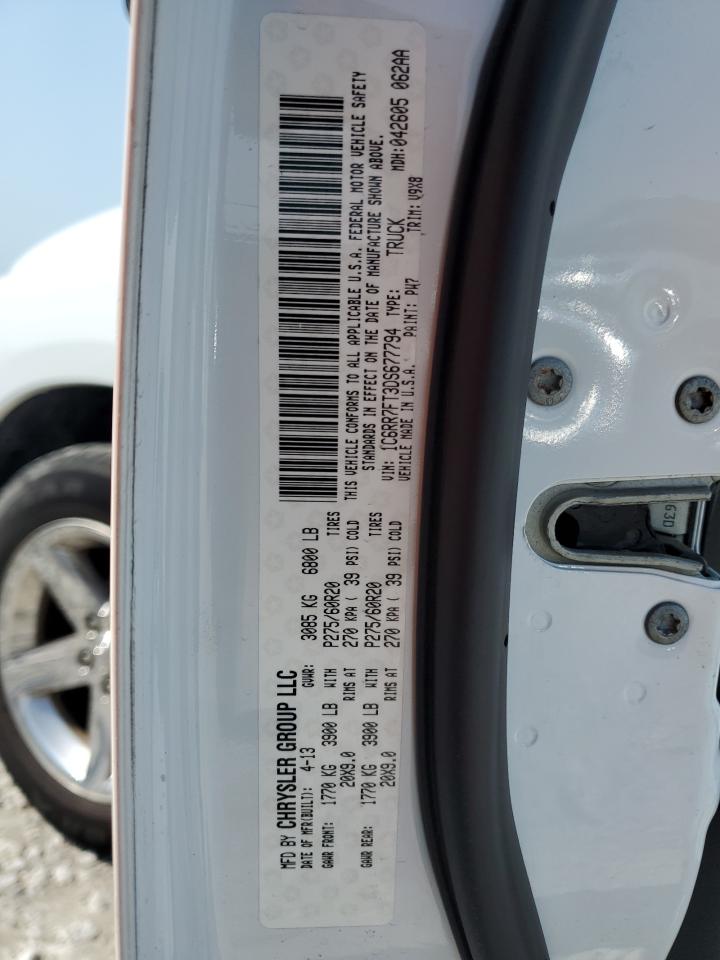 MFD BY CHRYSLER GROUP LLC
DATE OF MFR(BUILT): 4-13 GVWR: 3085 KG 6800 LB
GAWR FRONT: 1770 KG 3900 LB WITH P275/60R20 TIRES
20X9.0 RIMS AT 270 KPA ( 39 PSI) COLD
GAWR REAR: 1770 KG 3900 LB WITH P275/60R20 TIRES
20X9.0 RIMS AT 270 KPA ( 39 PSI) COLD
THIS VEHICLE CONFORMS TO ALL APPLICABLE U.S.A. FEDERAL MOTOR VEHICLE SAFETY
STANDARDS IN EFFECT ON THE DATE OF MANUFACTURE SHOWN ABOVE.
VIN: 1C6RR7FT3DS677794 TYPE: TRUCK MDH:042605 062AA
VEHICLE MADE IN U.S.A. PAINT: PW7 TRIM: V9X8
63D